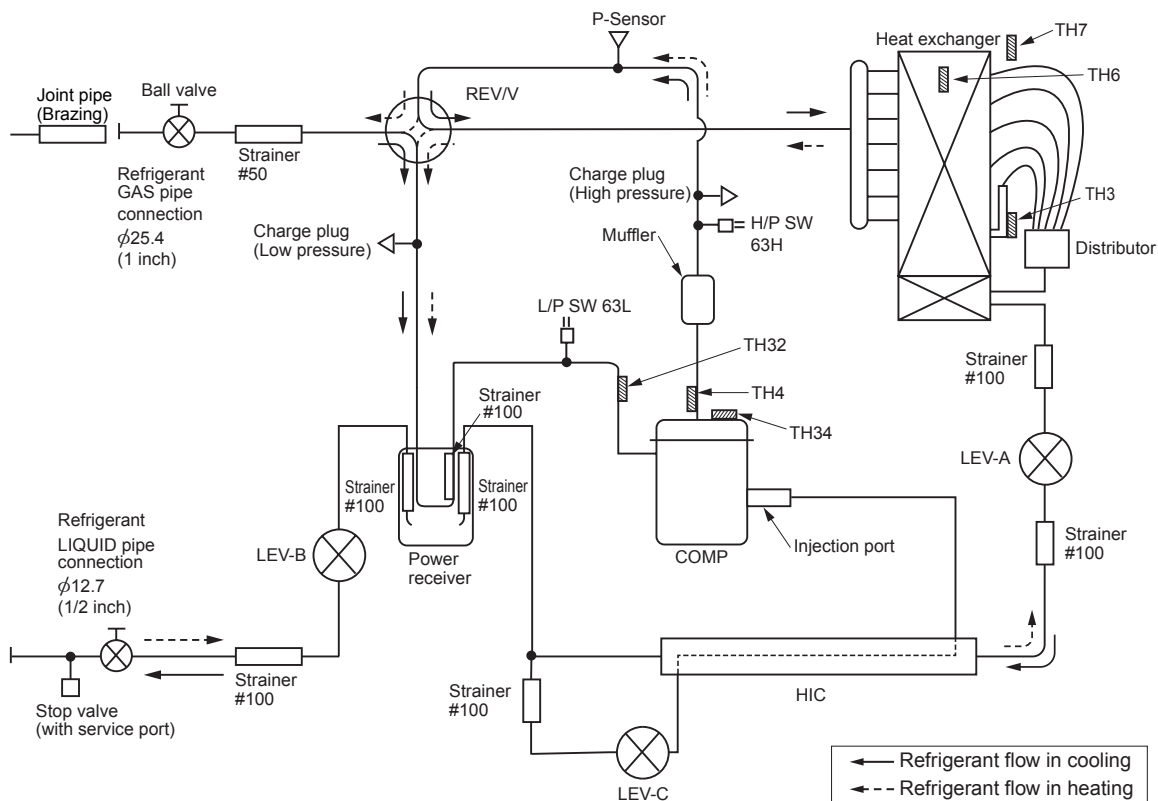 P-Sensor
Heat exchanger
TH7
TH6
Ball valve
REV/V
Joint pipe
(Brazing)
Strainer
#50
Refrigerant
GAS pipe
connection
ϕ25.4
(1 inch)
Charge plug
(High pressure)
TH3
Charge plug
(Low pressure)
H/P SW
63H
Muffler
Distributor
L/P SW 63L
TH32
Strainer
#100
Strainer
#100
TH4
TH34
LEV-A
Strainer
#100
Strainer
#100
Refrigerant
LIQUID pipe
connection
ϕ12.7
(1/2 inch)
LEV-B
Power
receiver
COMP
Injection port
Strainer
#100
Strainer
#100
Strainer
#100
HIC
Stop valve
(with service port)
LEV-C
Refrigerant flow in cooling
Refrigerant flow in heating